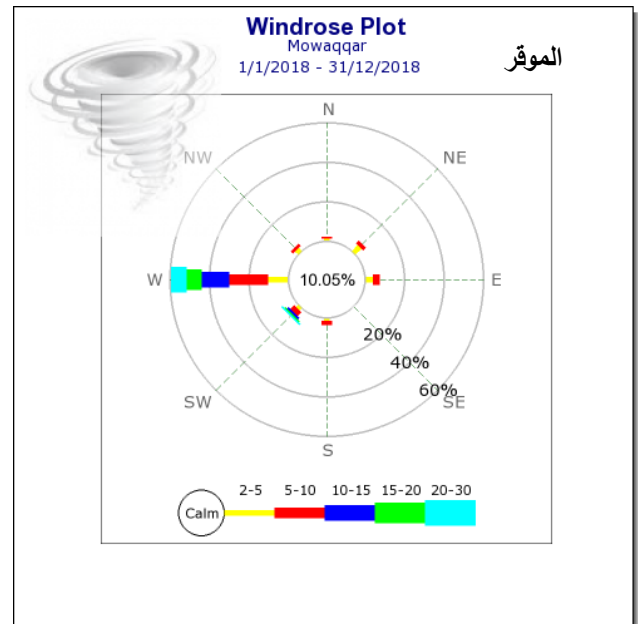 Windrose Plot
Mowaqqar
الموقر
1/1/2018 - 31/12/2018
N
NW
NE
W
10.05%
E
20%
40%
60%
SW
SE
S
2-5
5-10
10-15
15-20
20-30
Calm